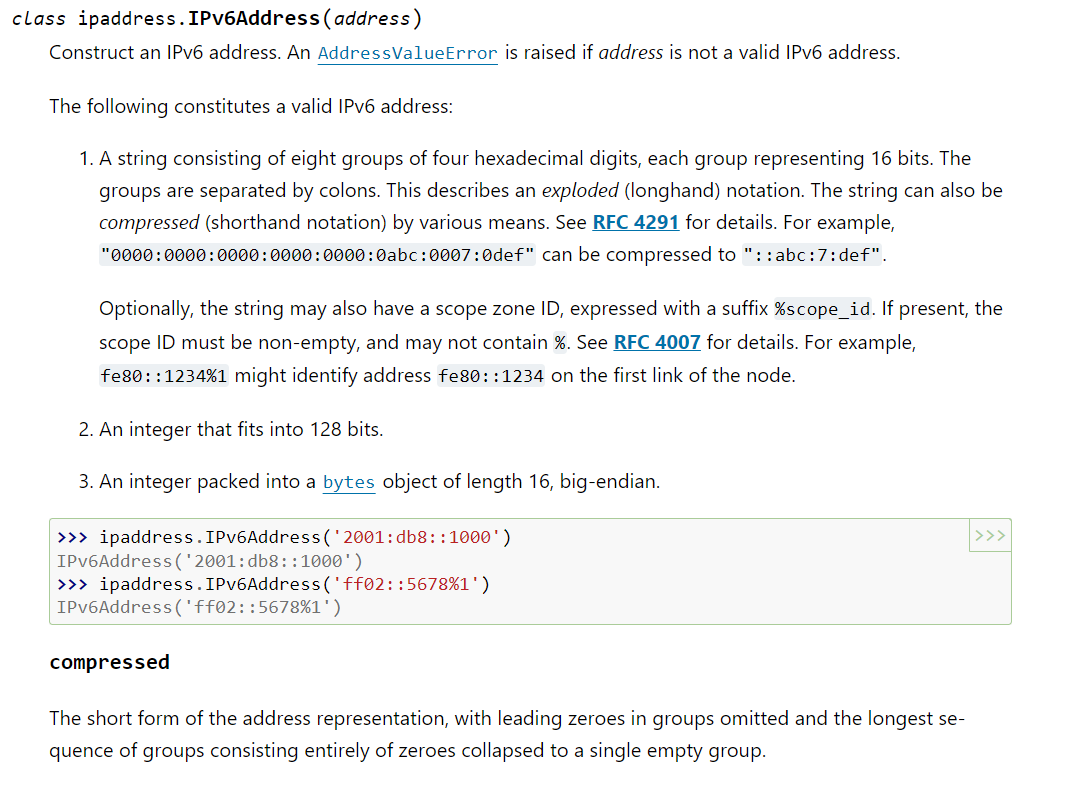 class ipaddress.IPv6Address(address)
Construct an IPv6 address. An AddressValueError is raised if address is not a valid IPv6 address.
The following constitutes a valid IPv6 address:
1. A string consisting of eight groups of four hexadecimal digits, each group representing 16 bits. The
groups are separated by colons. This describes an exploded (longhand) notation. The string can also be
compressed (shorthand notation) by various means. See RFC 4291 for details. For example,
"0000:0000:0000:0000:0000:0abc:0007:0def" can be compressed to "::abc:7:def".
Optionally, the string may also have a scope zone ID, expressed with a suffix %scope_id. If present, the
scope ID must be non-empty, and may not contain %. See RFC 4007 for details. For example,
fe80::1234%1 might identify address fe80::1234 on the first link of the node.
2. An integer that fits into 128 bits.
3. An integer packed into a bytes object of length 16, big-endian.
>>> ipaddress.IPv6Address('2001:db8::1000')
>>>
IPv6Address('2001:db8::1000')
>>> ipaddress.IPv6Address('ff02::5678%1')
IPv6Address('ff02::5678%1')
compressed
The short form of the address representation, with leading zeroes in groups omitted and the longest se-
quence of groups consisting entirely of zeroes collapsed to a single empty group.